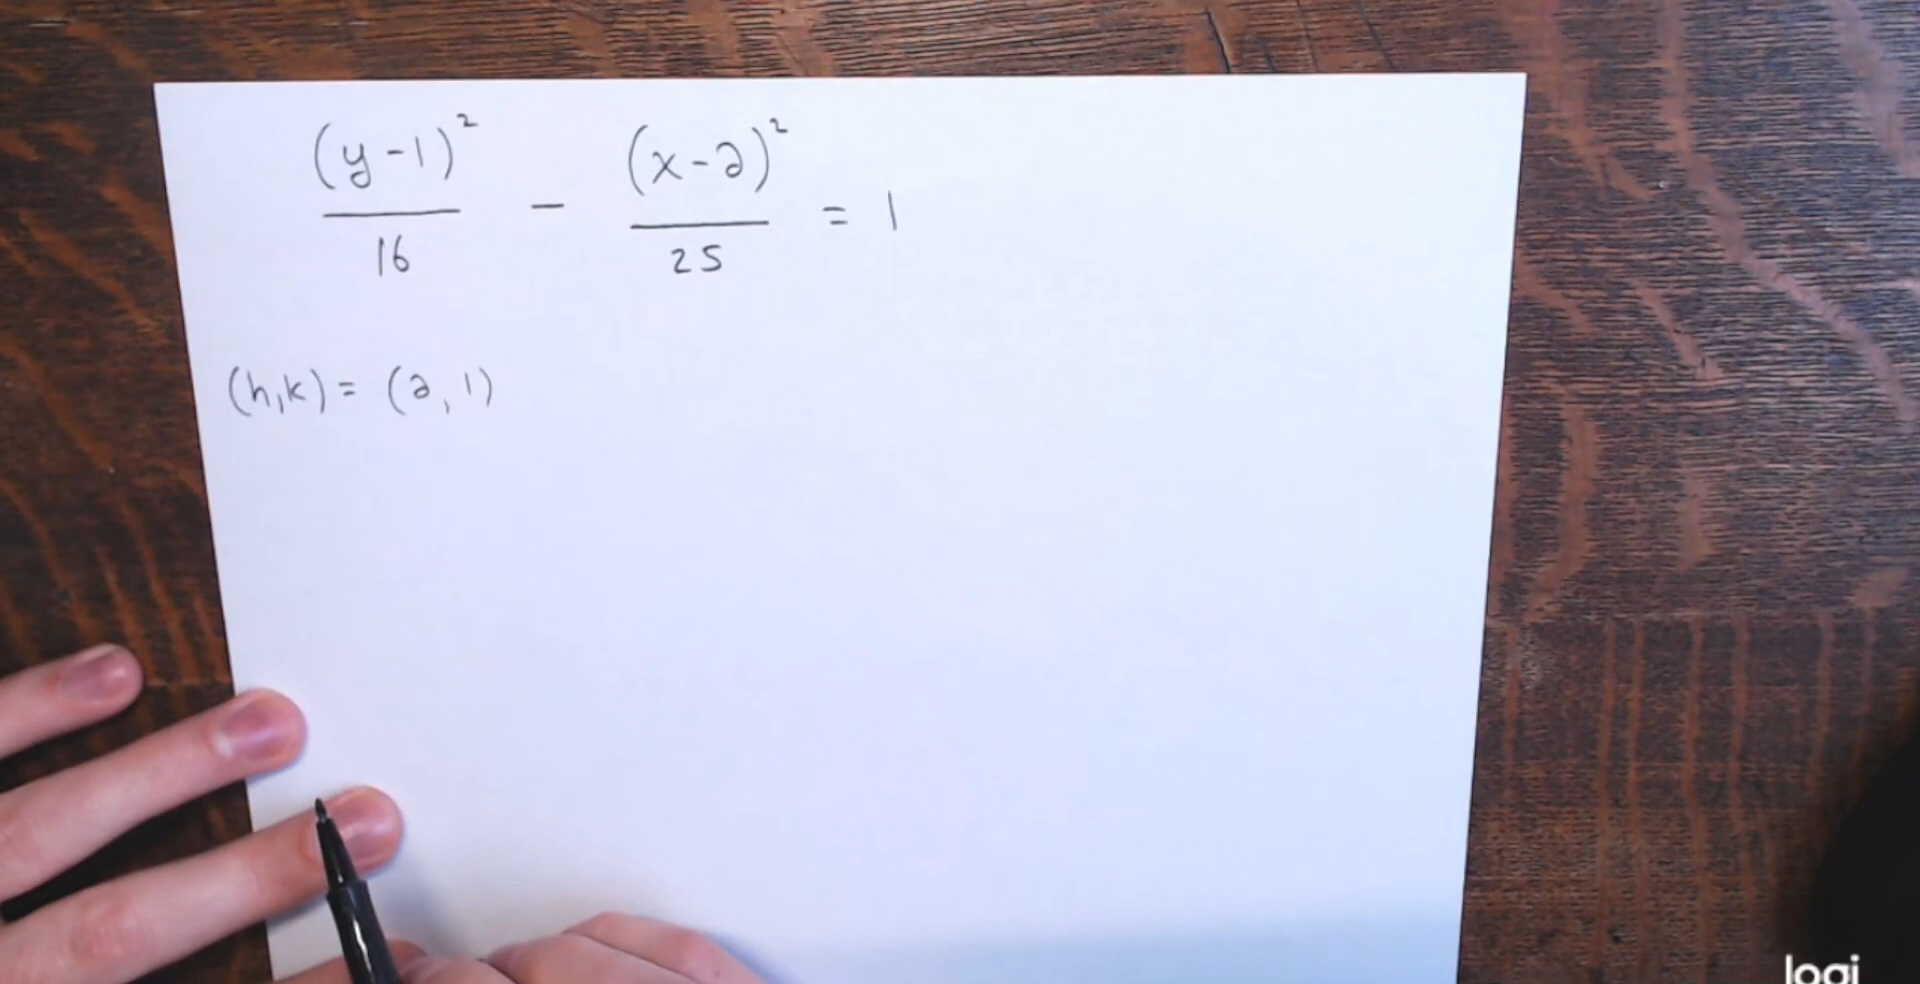 (y-1)² / 16 - (x-2)² / 25 = 1
(h,k) = (2, 1)
logi